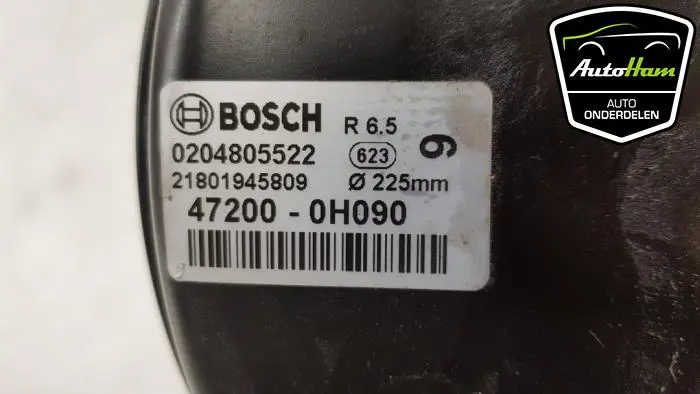 BOSCH R 6.5
0204805522 623
21801945809 Ø 225mm
47200 - 0H090
9
AutoHam
AUTO
ONDERDELEN